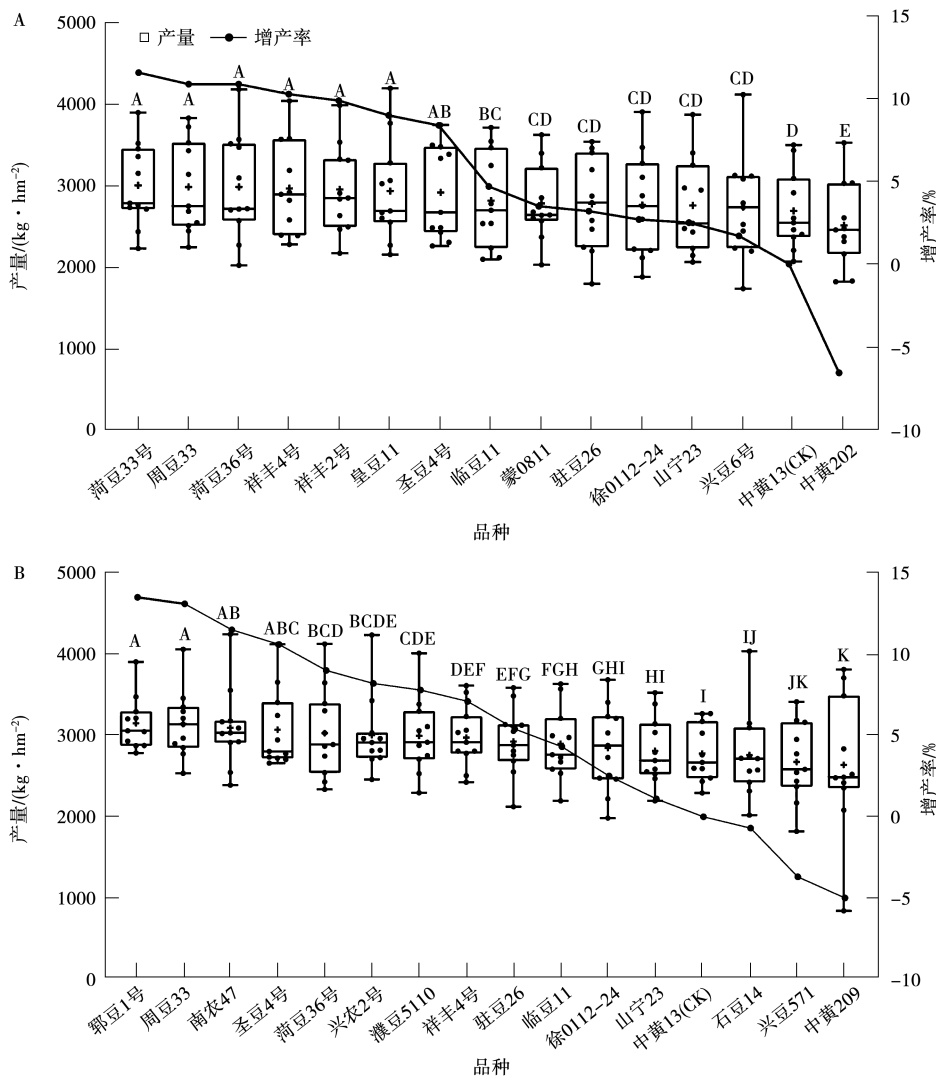 A
5000
4000
3000
2000
1000
0
产量/(kg·hm⁻²)
15
10
5
0
−5
−10
增产率/%
产量
增产率
A A A A A A AB BC CD CD CD CD CD D E
菏豆33号 周豆33 菏豆36号 祥丰4号 祥丰2号 皇豆11 圣豆4号 临豆11 蒙0811 驻豆26 徐0112-24 山宁23 兴豆6号 中黄13(CK) 中黄202
品种
B
5000
4000
3000
2000
1000
0
产量/(kg·hm⁻²)
15
10
5
0
−5
−10
增产率/%
A A AB ABC BCD BCDE CDE DEF EFG FGH GHI HI I IJ JK K
郓豆1号 周豆33 南农47 圣豆4号 菏豆36号 兴农2号 濮豆5110 祥丰4号 驻豆26 临豆11 徐0112-24 山宁23 中黄13(CK) 石豆14 兴豆571 中黄209
品种